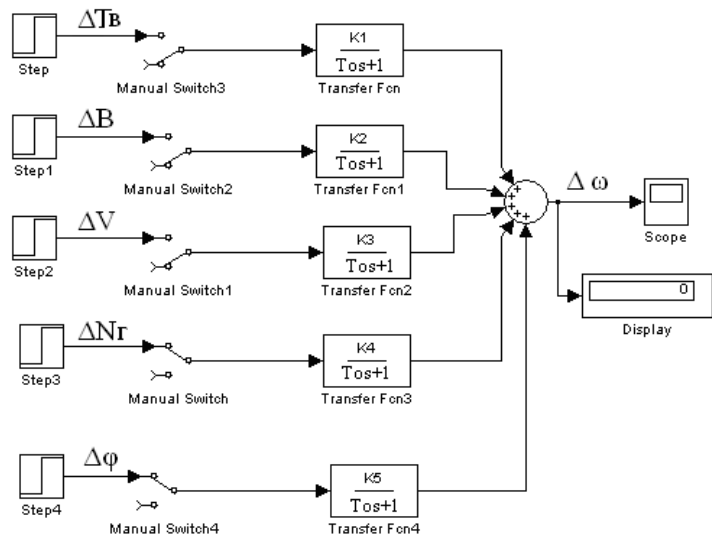 ΔTв
Step
Manual Switch3
K1
Tos+1
Transfer Fcn
+
ΔB
Step1
Manual Switch2
K2
Tos+1
Transfer Fcn1
+
ΔV
Step2
Manual Switch1
K3
Tos+1
Transfer Fcn2
+
ΔNr
Step3
Manual Switch
K4
Tos+1
Transfer Fcn3
+
Δφ
Step4
Manual Switch4
K5
Tos+1
Transfer Fcn4
+
Δ ω
Scope
0
Display